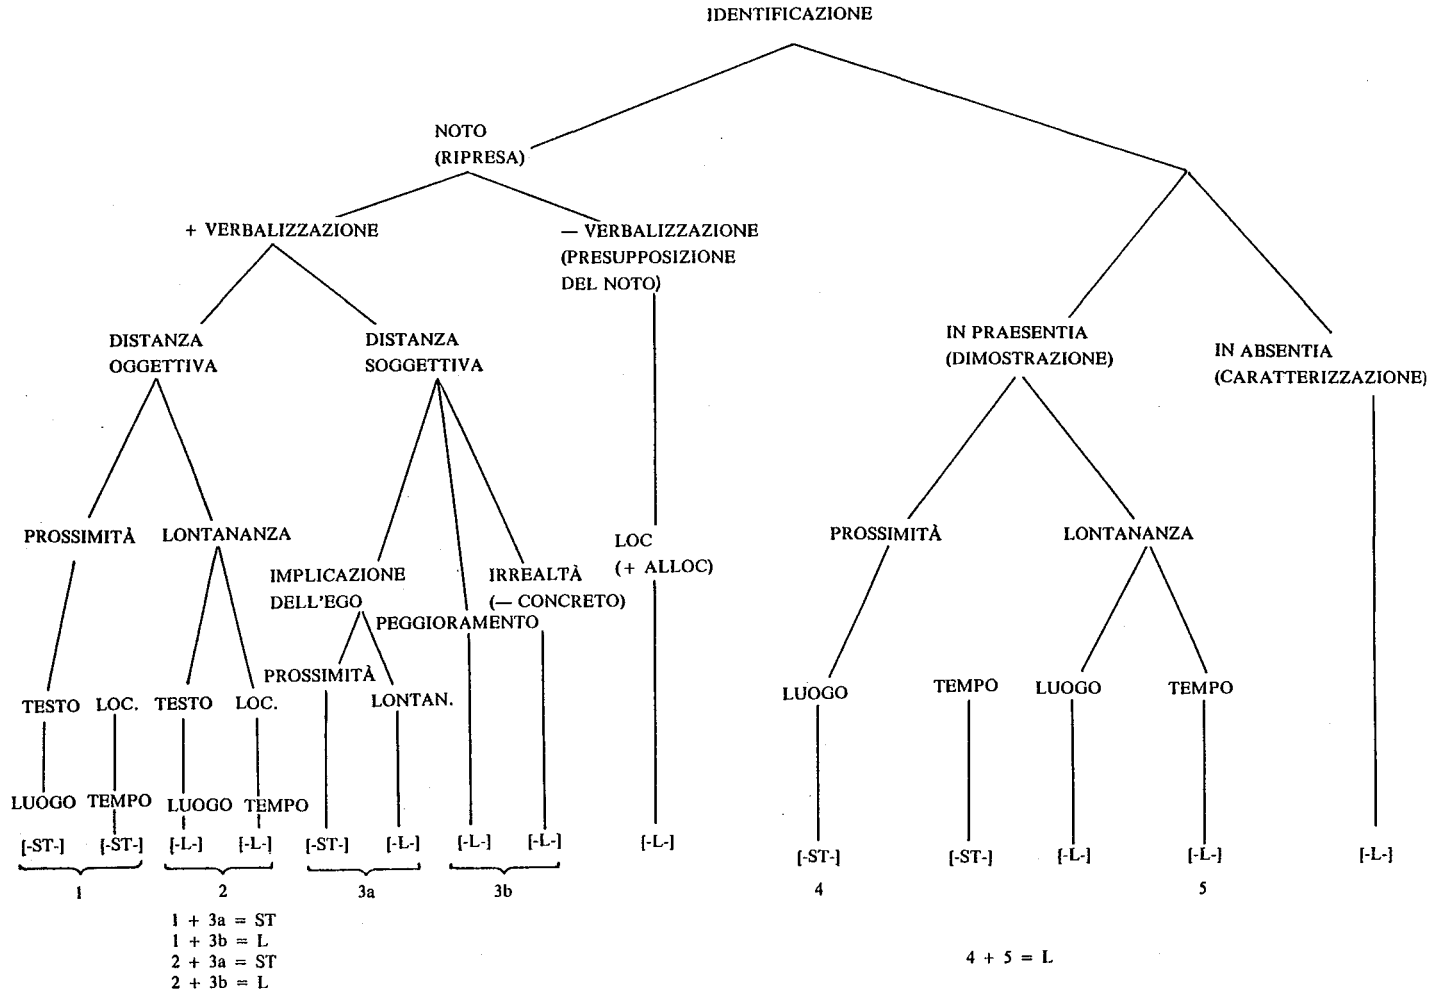 IDENTIFICAZIONE
NOTO
(RIPRESA)
+ VERBALIZZAZIONE
— VERBALIZZAZIONE
(PRESUPPOSIZIONE
DEL NOTO)
DISTANZA
OGGETTIVA
DISTANZA
SOGGETTIVA
IN PRAESENTIA
(DIMOSTRAZIONE)
IN ABSENTIA
(CARATTERIZZAZIONE)
PROSSIMITÀ
LONTANANZA
IMPLICAZIONE
DELL'EGO
IRREALTÀ
(— CONCRETO)
PEGGIORAMENTO
LOC
(+ ALLOC)
PROSSIMITÀ
LONTANANZA
PROSSIMITÀ
LONTAN.
TESTO LOC. TESTO LOC.
LUOGO TEMPO LUOGO TEMPO
LUOGO TEMPO LUOGO TEMPO
[-ST-] [-ST-] [-L-] [-L-] [-ST-] [-L-] [-L-] [-L-] [-L-]
[-ST-] [-ST-] [-L-] [-L-] [-L-]
1 2 3a 3b 4 5
1 + 3a = ST
1 + 3b = L
2 + 3a = ST
2 + 3b = L
4 + 5 = L